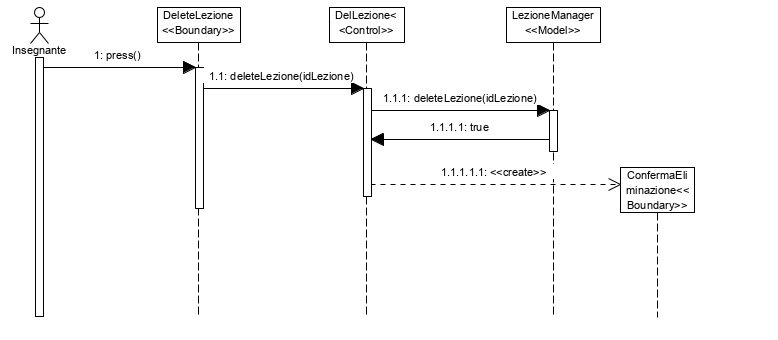 DeleteLezione
<<Boundary>>
DelLezione<
<Control>>
LezioneManager
<<Model>>
Insegnante
1: press()
1.1: deleteLezione(idLezione)
1.1.1: deleteLezione(idLezione)
1.1.1.1: true
1.1.1.1.1: <<create>>
ConfermaEli
minazione<<
Boundary>>